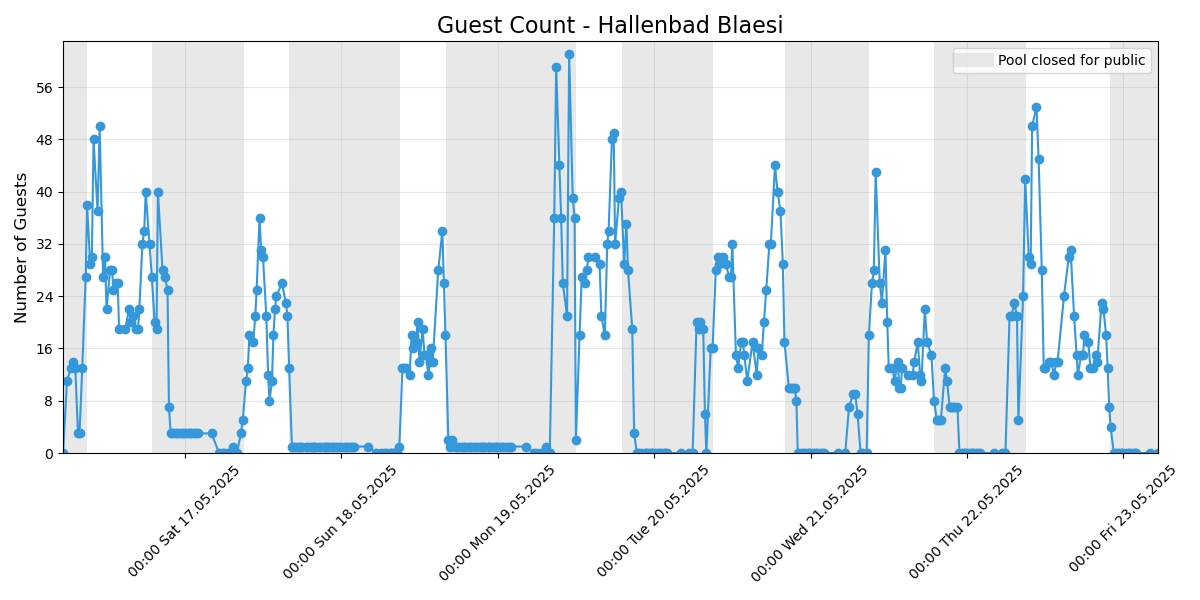 Guest Count - Hallenbad Blaesi
Pool closed for public
Number of Guests
56
48
40
32
24
16
8
0
00:00 Sat 17.05.2025
00:00 Sun 18.05.2025
00:00 Mon 19.05.2025
00:00 Tue 20.05.2025
00:00 Wed 21.05.2025
00:00 Thu 22.05.2025
00:00 Fri 23.05.2025